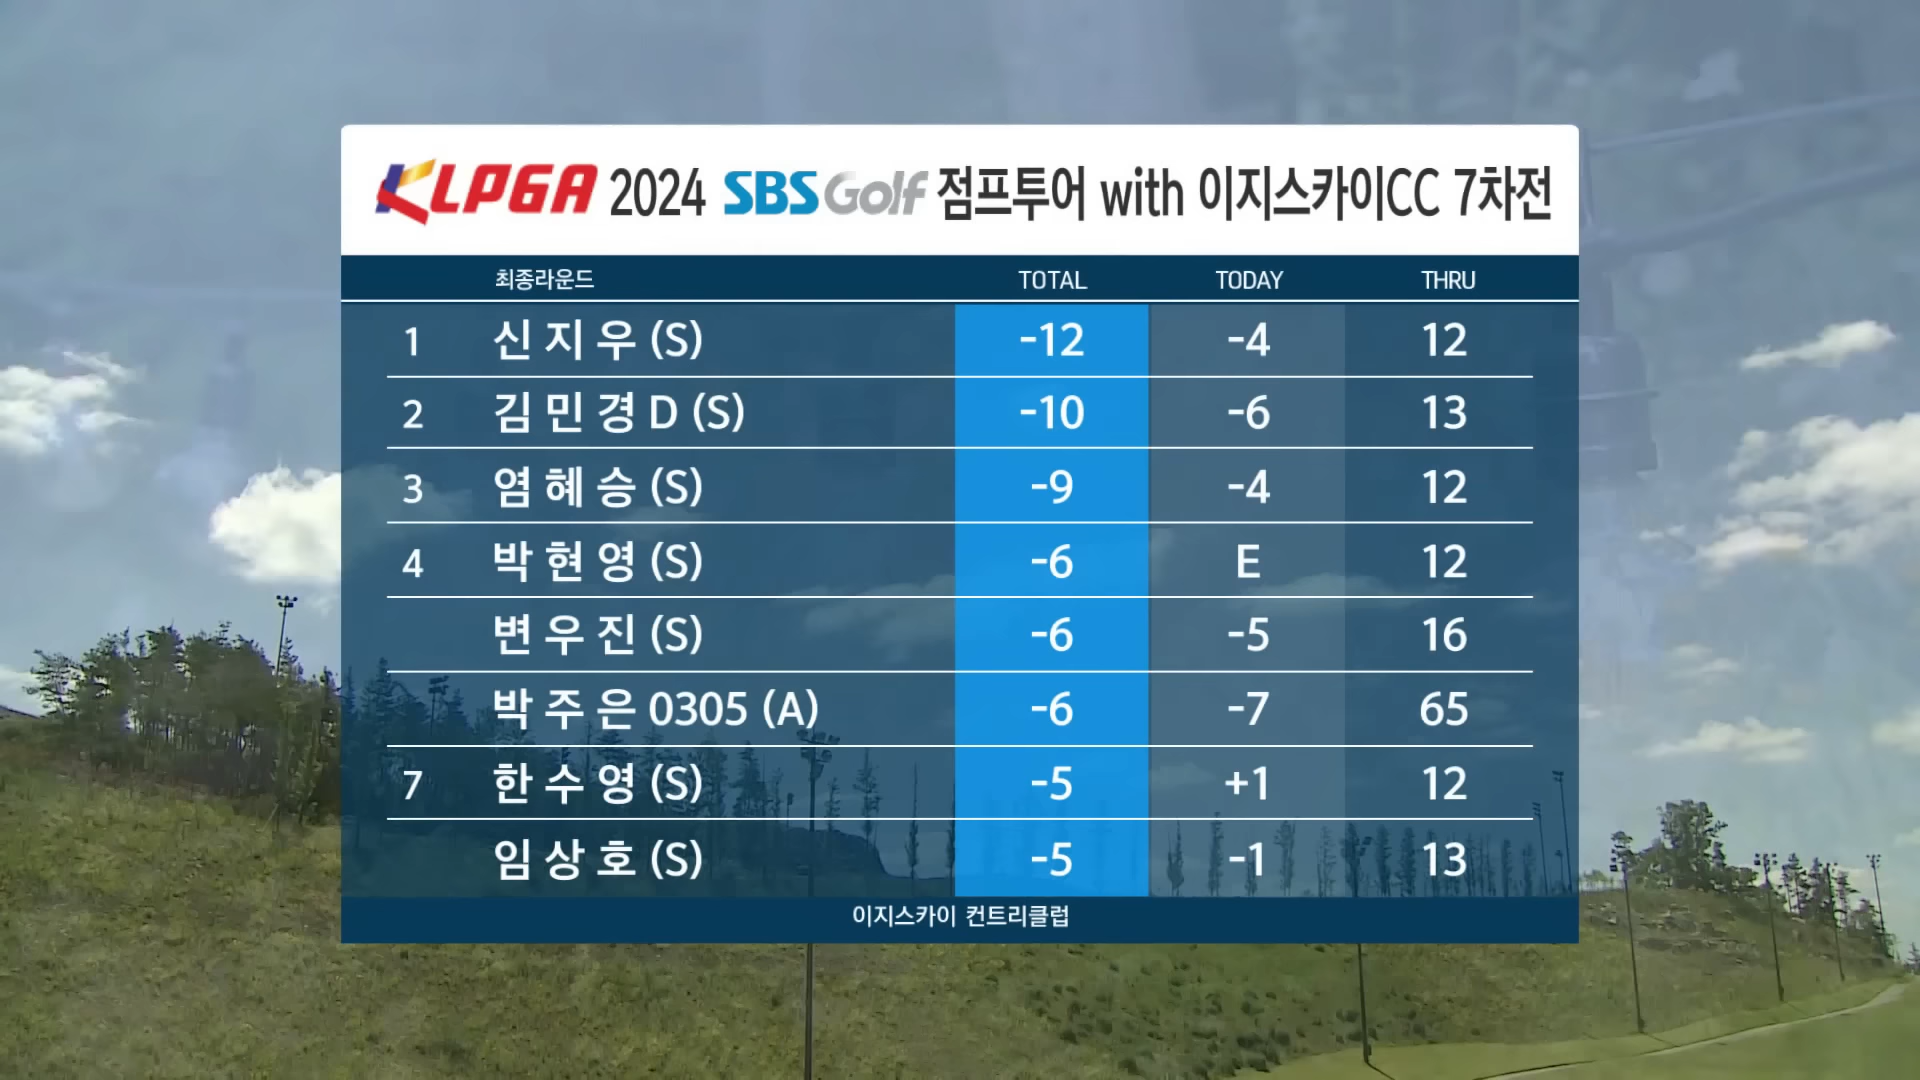 KLPGA 2024 SBS Golf 점프투어 with 이지스카이CC 7차전
최종라운드 TOTAL TODAY THRU
1 신지우 (S) -12 -4 12
2 김민경D (S) -10 -6 13
3 염혜승 (S) -9 -4 12
4 박현영 (S) -6 E 12
변우진 (S) -6 -5 16
박주은0305 (A) -6 -7 65
7 한수영 (S) -5 +1 12
임상호 (S) -5 -1 13
이지스카이 컨트리클럽